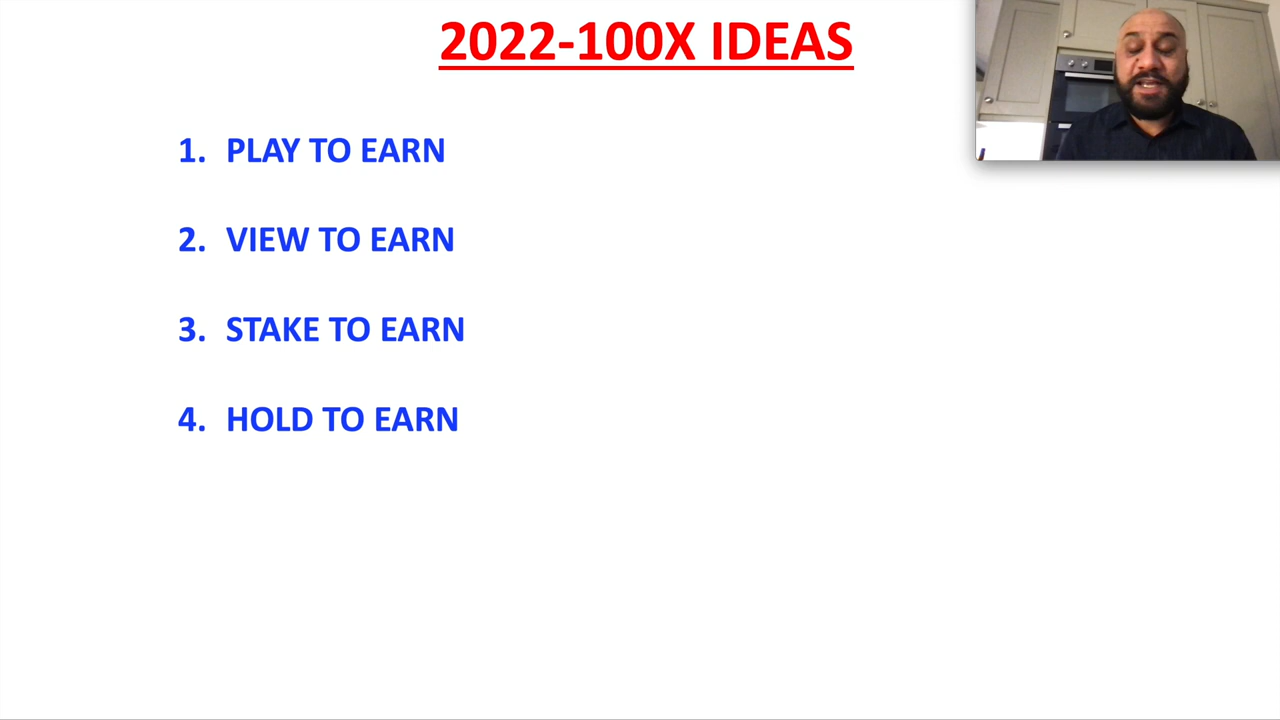 2022-100X IDEAS
1. PLAY TO EARN
2. VIEW TO EARN
3. STAKE TO EARN
4. HOLD TO EARN